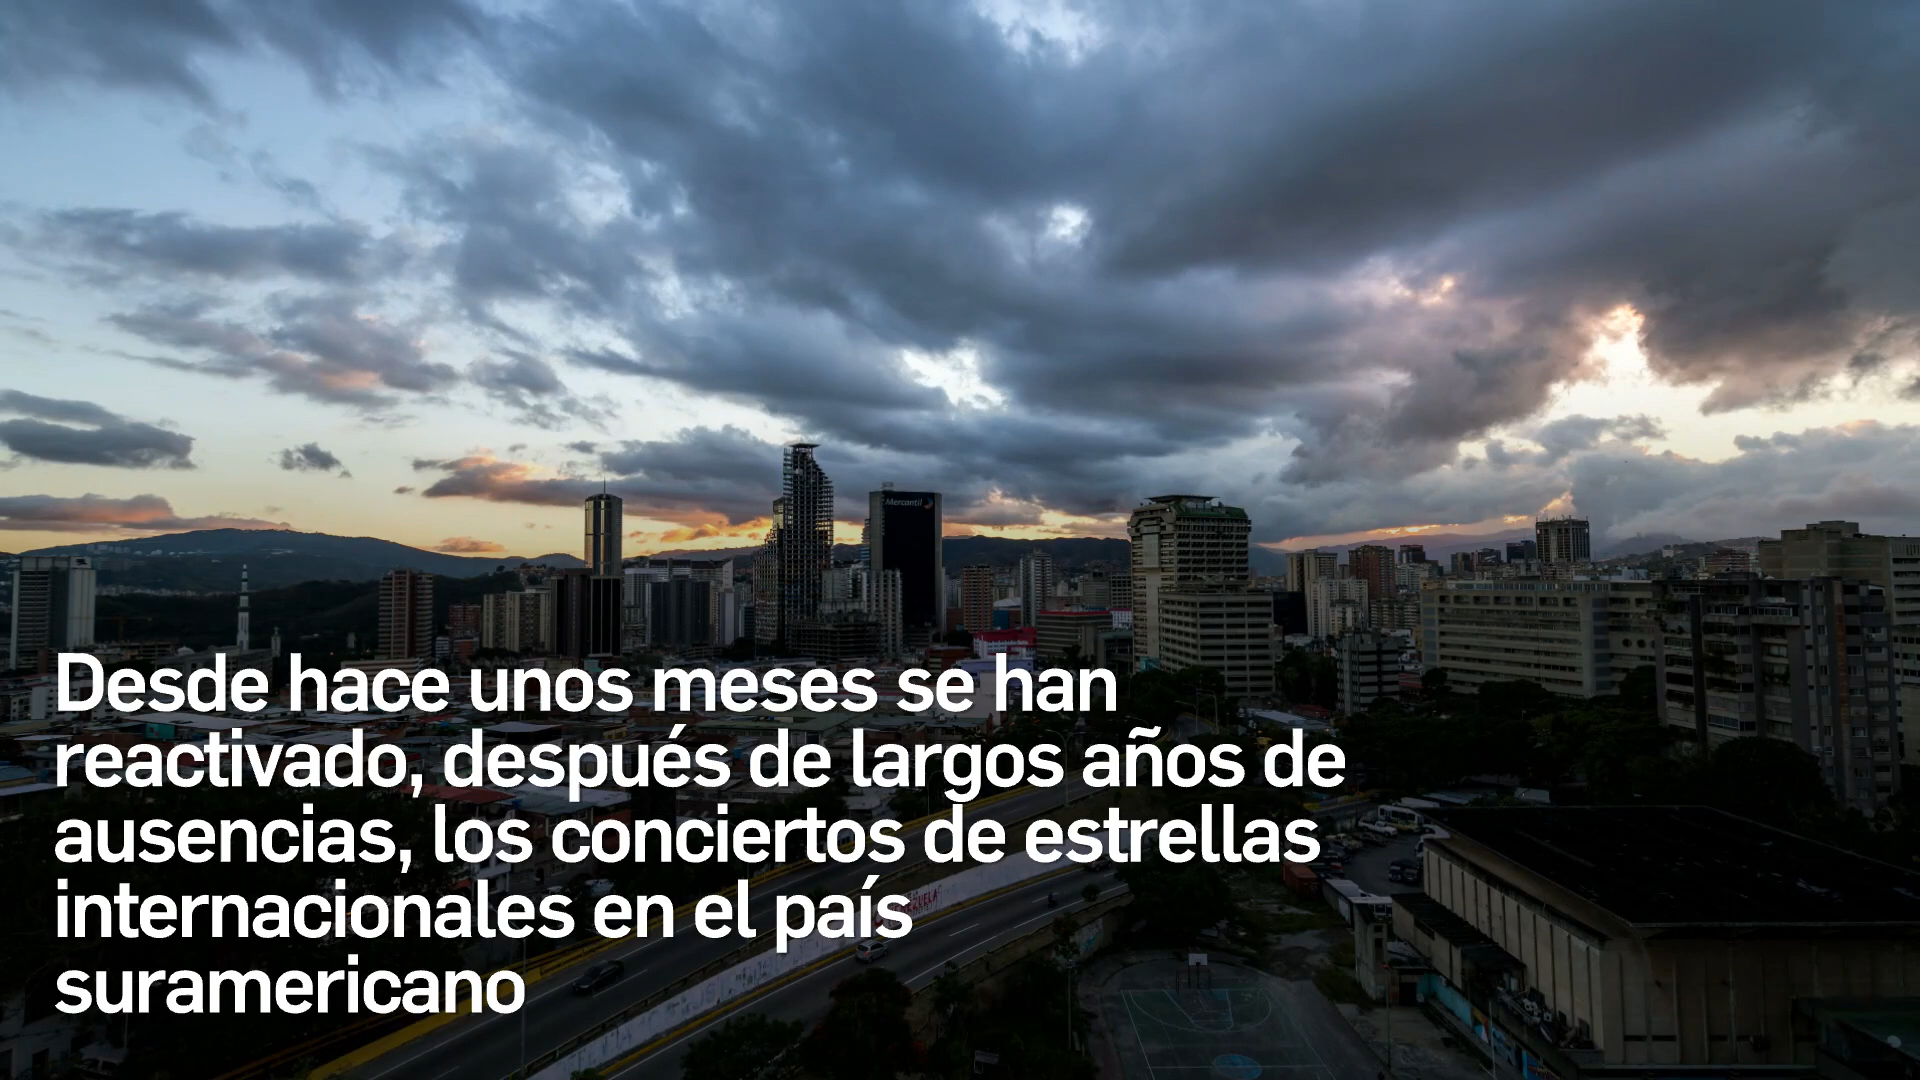 Mercantil
Desde hace unos meses se han
reactivado, después de largos años de
ausencias, los conciertos de estrellas
internacionales en el país
suramericano